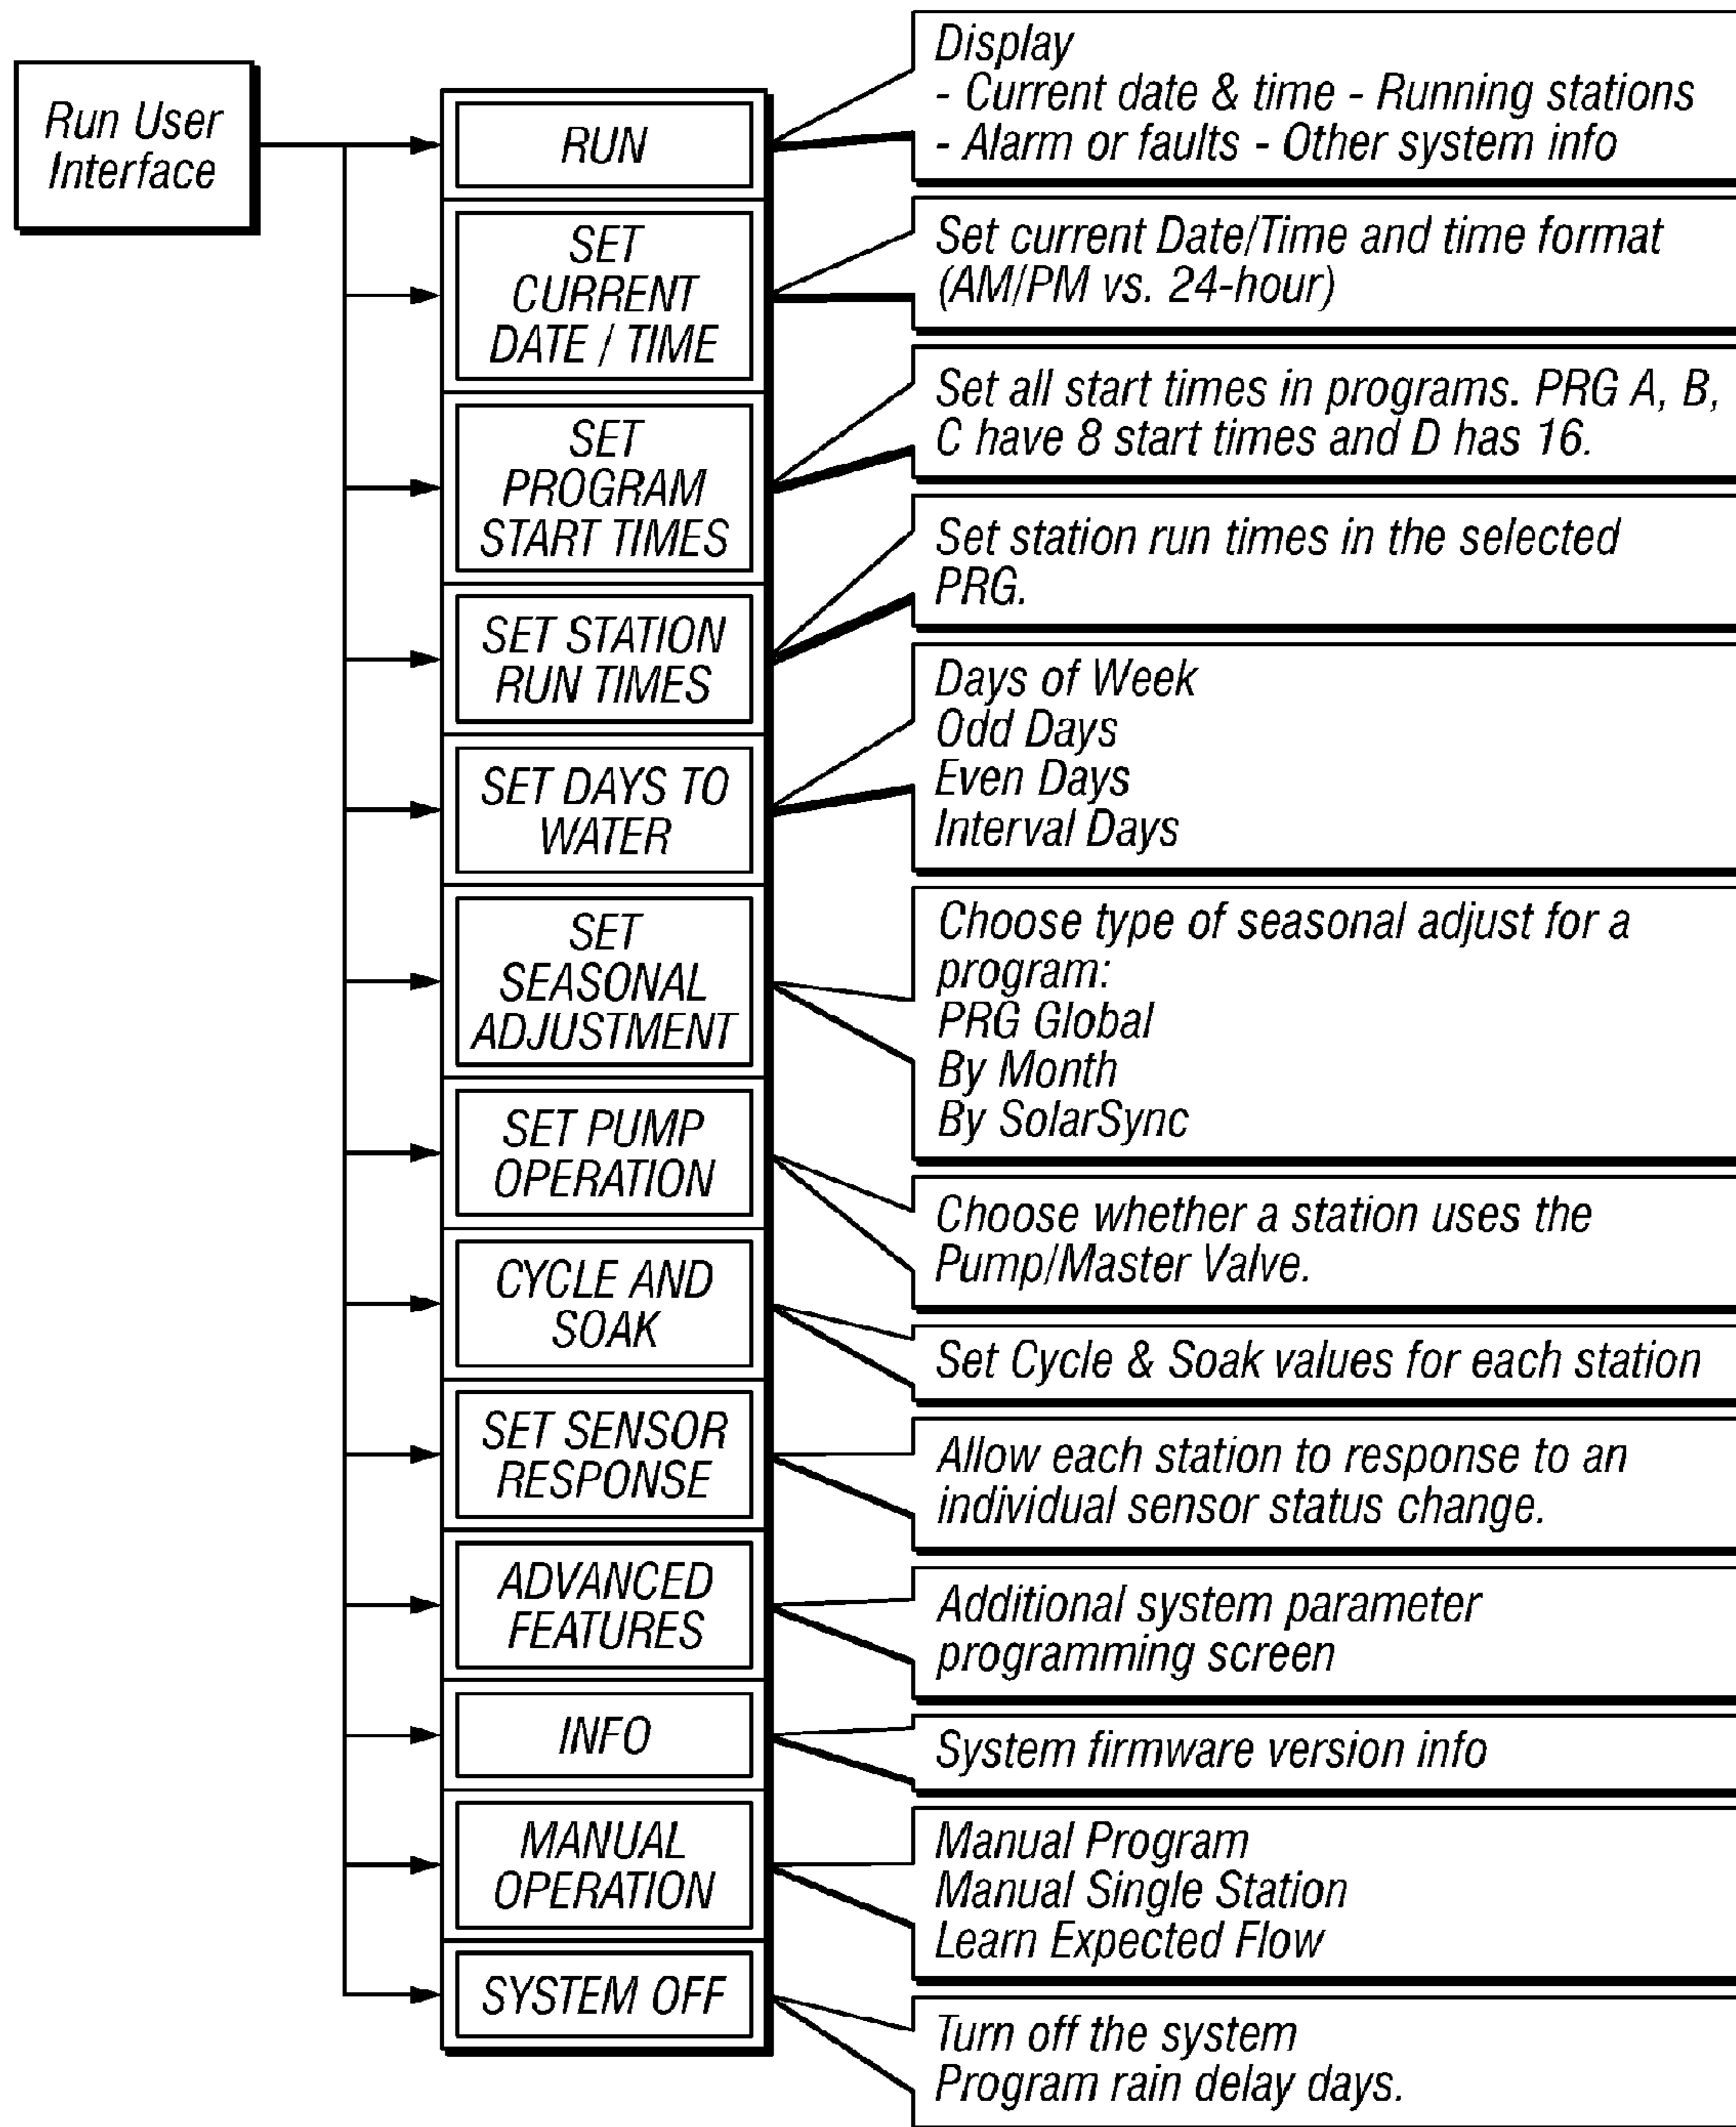 Run User
Interface
RUN
Display
- Current date & time - Running stations
- Alarm or faults - Other system info
SET
CURRENT
DATE / TIME
Set current Date/Time and time format
(AM/PM vs. 24-hour)
SET
PROGRAM
START TIMES
Set all start times in programs. PRG A, B,
C have 8 start times and D has 16.
SET STATION
RUN TIMES
Set station run times in the selected
PRG.
SET DAYS TO
WATER
Days of Week
Odd Days
Even Days
Interval Days
SET
SEASONAL
ADJUSTMENT
Choose type of seasonal adjust for a
program:
PRG Global
By Month
By SolarSync
SET PUMP
OPERATION
Choose whether a station uses the
Pump/Master Valve.
CYCLE AND
SOAK
Set Cycle & Soak values for each station
SET SENSOR
RESPONSE
Allow each station to response to an
individual sensor status change.
ADVANCED
FEATURES
Additional system parameter
programming screen
INFO
System firmware version info
MANUAL
OPERATION
Manual Program
Manual Single Station
Learn Expected Flow
SYSTEM OFF
Turn off the system
Program rain delay days.